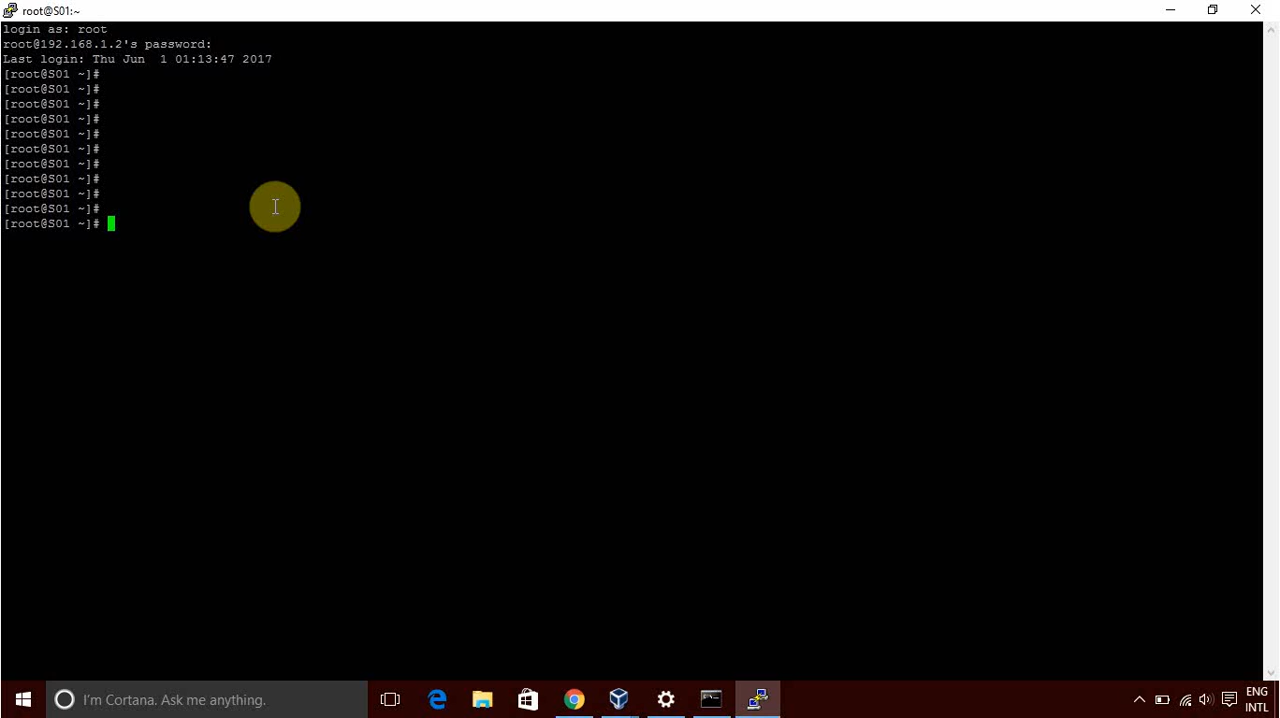 root@S01:~
login as: root
root@192.168.1.2's password:
Last login: Thu Jun  1 01:13:47 2017
[root@S01 ~]#
[root@S01 ~]#
[root@S01 ~]#
[root@S01 ~]#
[root@S01 ~]#
[root@S01 ~]#
[root@S01 ~]#
[root@S01 ~]#
[root@S01 ~]#
[root@S01 ~]#
[root@S01 ~]#
I'm Cortana. Ask me anything.
ENG
INTL